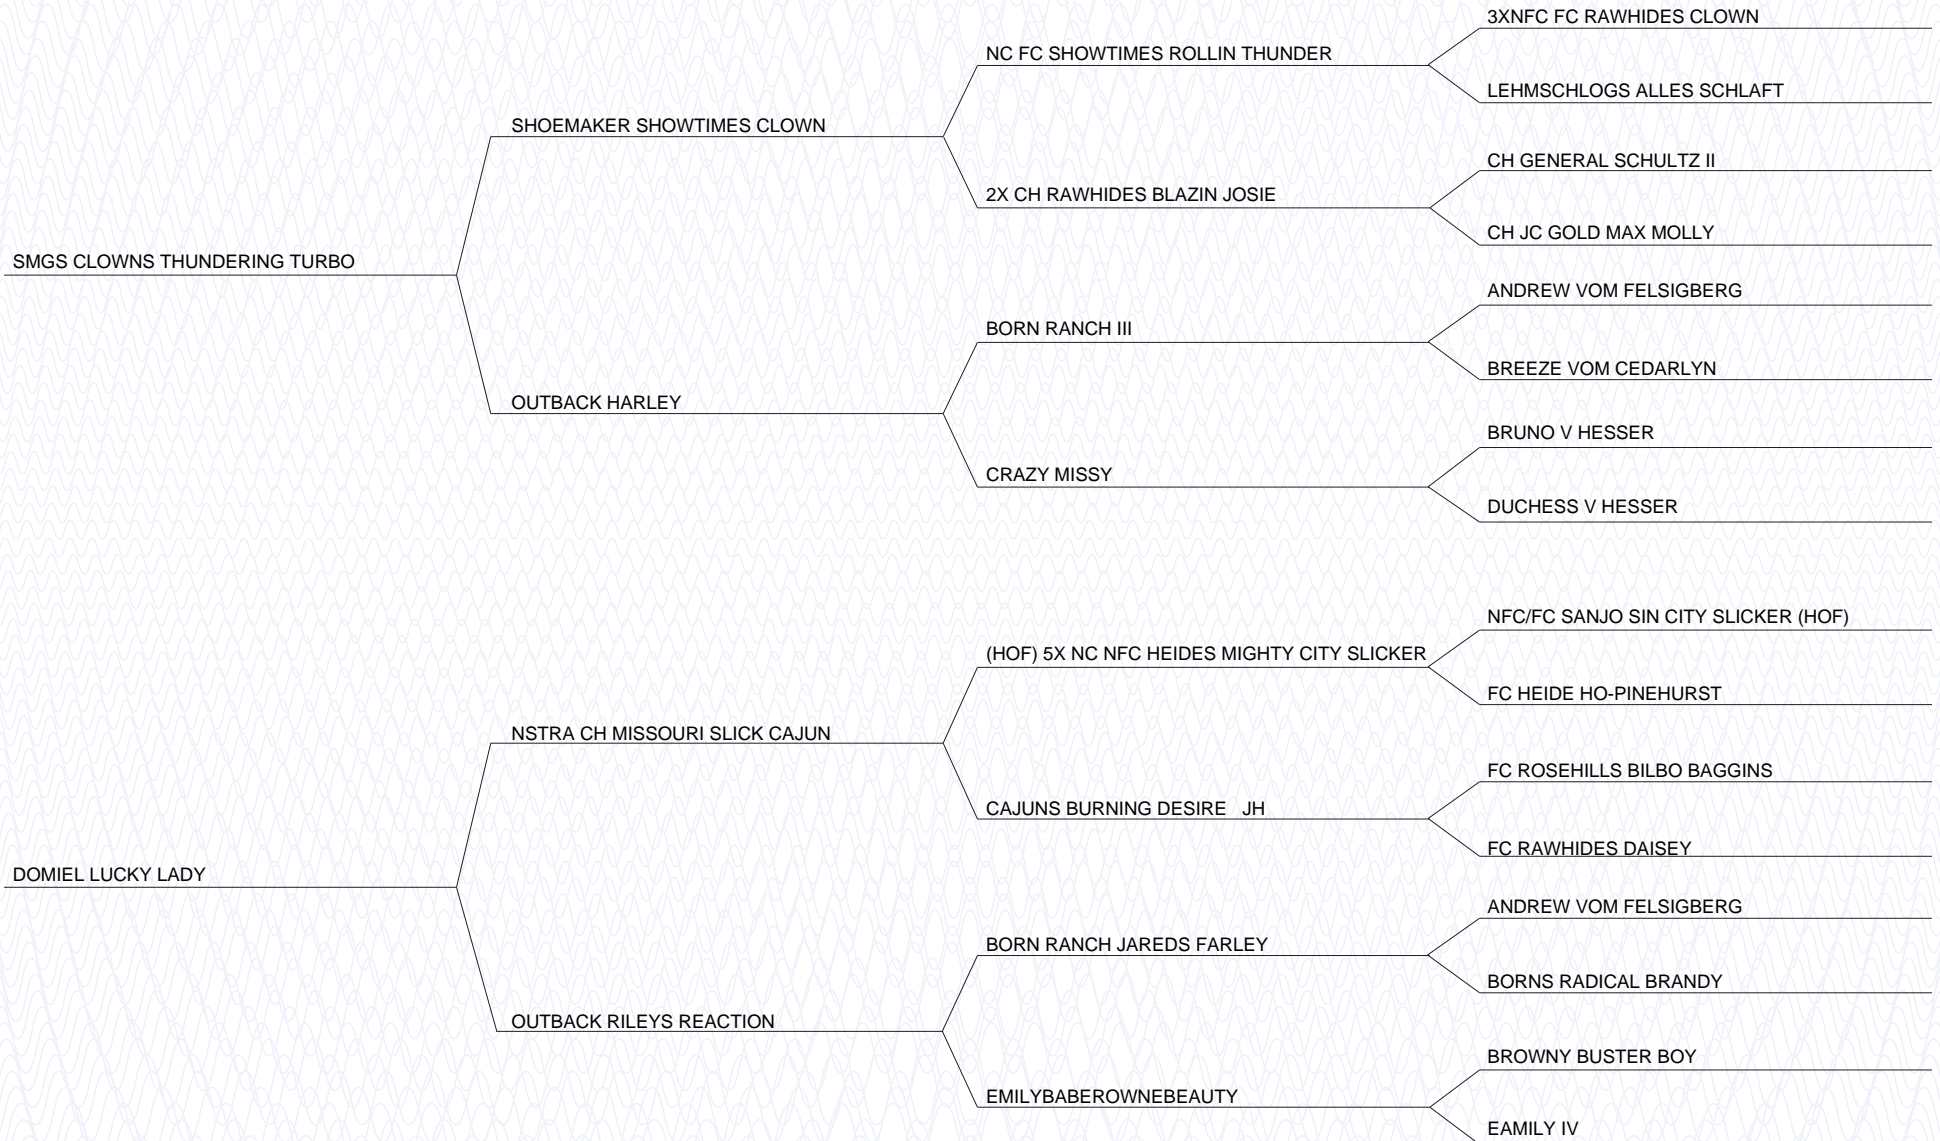 3XNFC FC RAWHIDES CLOWN
NC FC SHOWTIMES ROLLIN THUNDER
LEHMSCHLOGS ALLES SCHLAFT
SHOEMAKER SHOWTIMES CLOWN
CH GENERAL SCHULTZ II
2X CH RAWHIDES BLAZIN JOSIE
CH JC GOLD MAX MOLLY
SMGS CLOWNS THUNDERING TURBO
ANDREW VOM FELSIGBERG
BORN RANCH III
BREEZE VOM CEDARLYN
OUTBACK HARLEY
BRUNO V HESSER
CRAZY MISSY
DUCHESS V HESSER
NFC/FC SANJO SIN CITY SLICKER (HOF)
(HOF) 5X NC NFC HEIDES MIGHTY CITY SLICKER
FC HEIDE HO-PINEHURST
NSTRA CH MISSOURI SLICK CAJUN
FC ROSEHILLS BILBO BAGGINS
CAJUNS BURNING DESIRE   JH
FC RAWHIDES DAISEY
DOMIEL LUCKY LADY
ANDREW VOM FELSIGBERG
BORN RANCH JAREDS FARLEY
BORNS RADICAL BRANDY
OUTBACK RILEYS REACTION
BROWNY BUSTER BOY
EMILYBABEROWNEBEAUTY
EAMILY IV